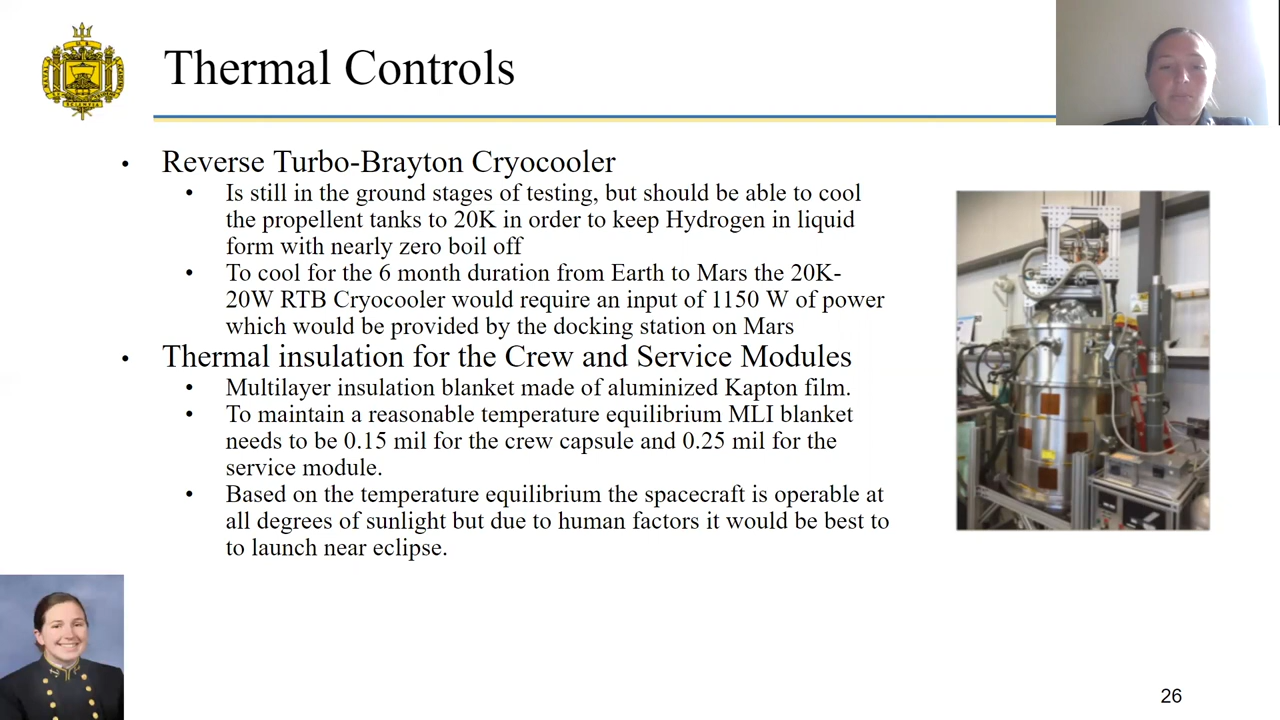 Thermal Controls
• Reverse Turbo-Brayton Cryocooler
• Is still in the ground stages of testing, but should be able to cool
the propellent tanks to 20K in order to keep Hydrogen in liquid
form with nearly zero boil off
• To cool for the 6 month duration from Earth to Mars the 20K-
20W RTB Cryocooler would require an input of 1150 W of power
which would be provided by the docking station on Mars
• Thermal insulation for the Crew and Service Modules
• Multilayer insulation blanket made of aluminized Kapton film.
• To maintain a reasonable temperature equilibrium MLI blanket
needs to be 0.15 mil for the crew capsule and 0.25 mil for the
service module.
• Based on the temperature equilibrium the spacecraft is operable at
all degrees of sunlight but due to human factors it would be best to
to launch near eclipse.
26